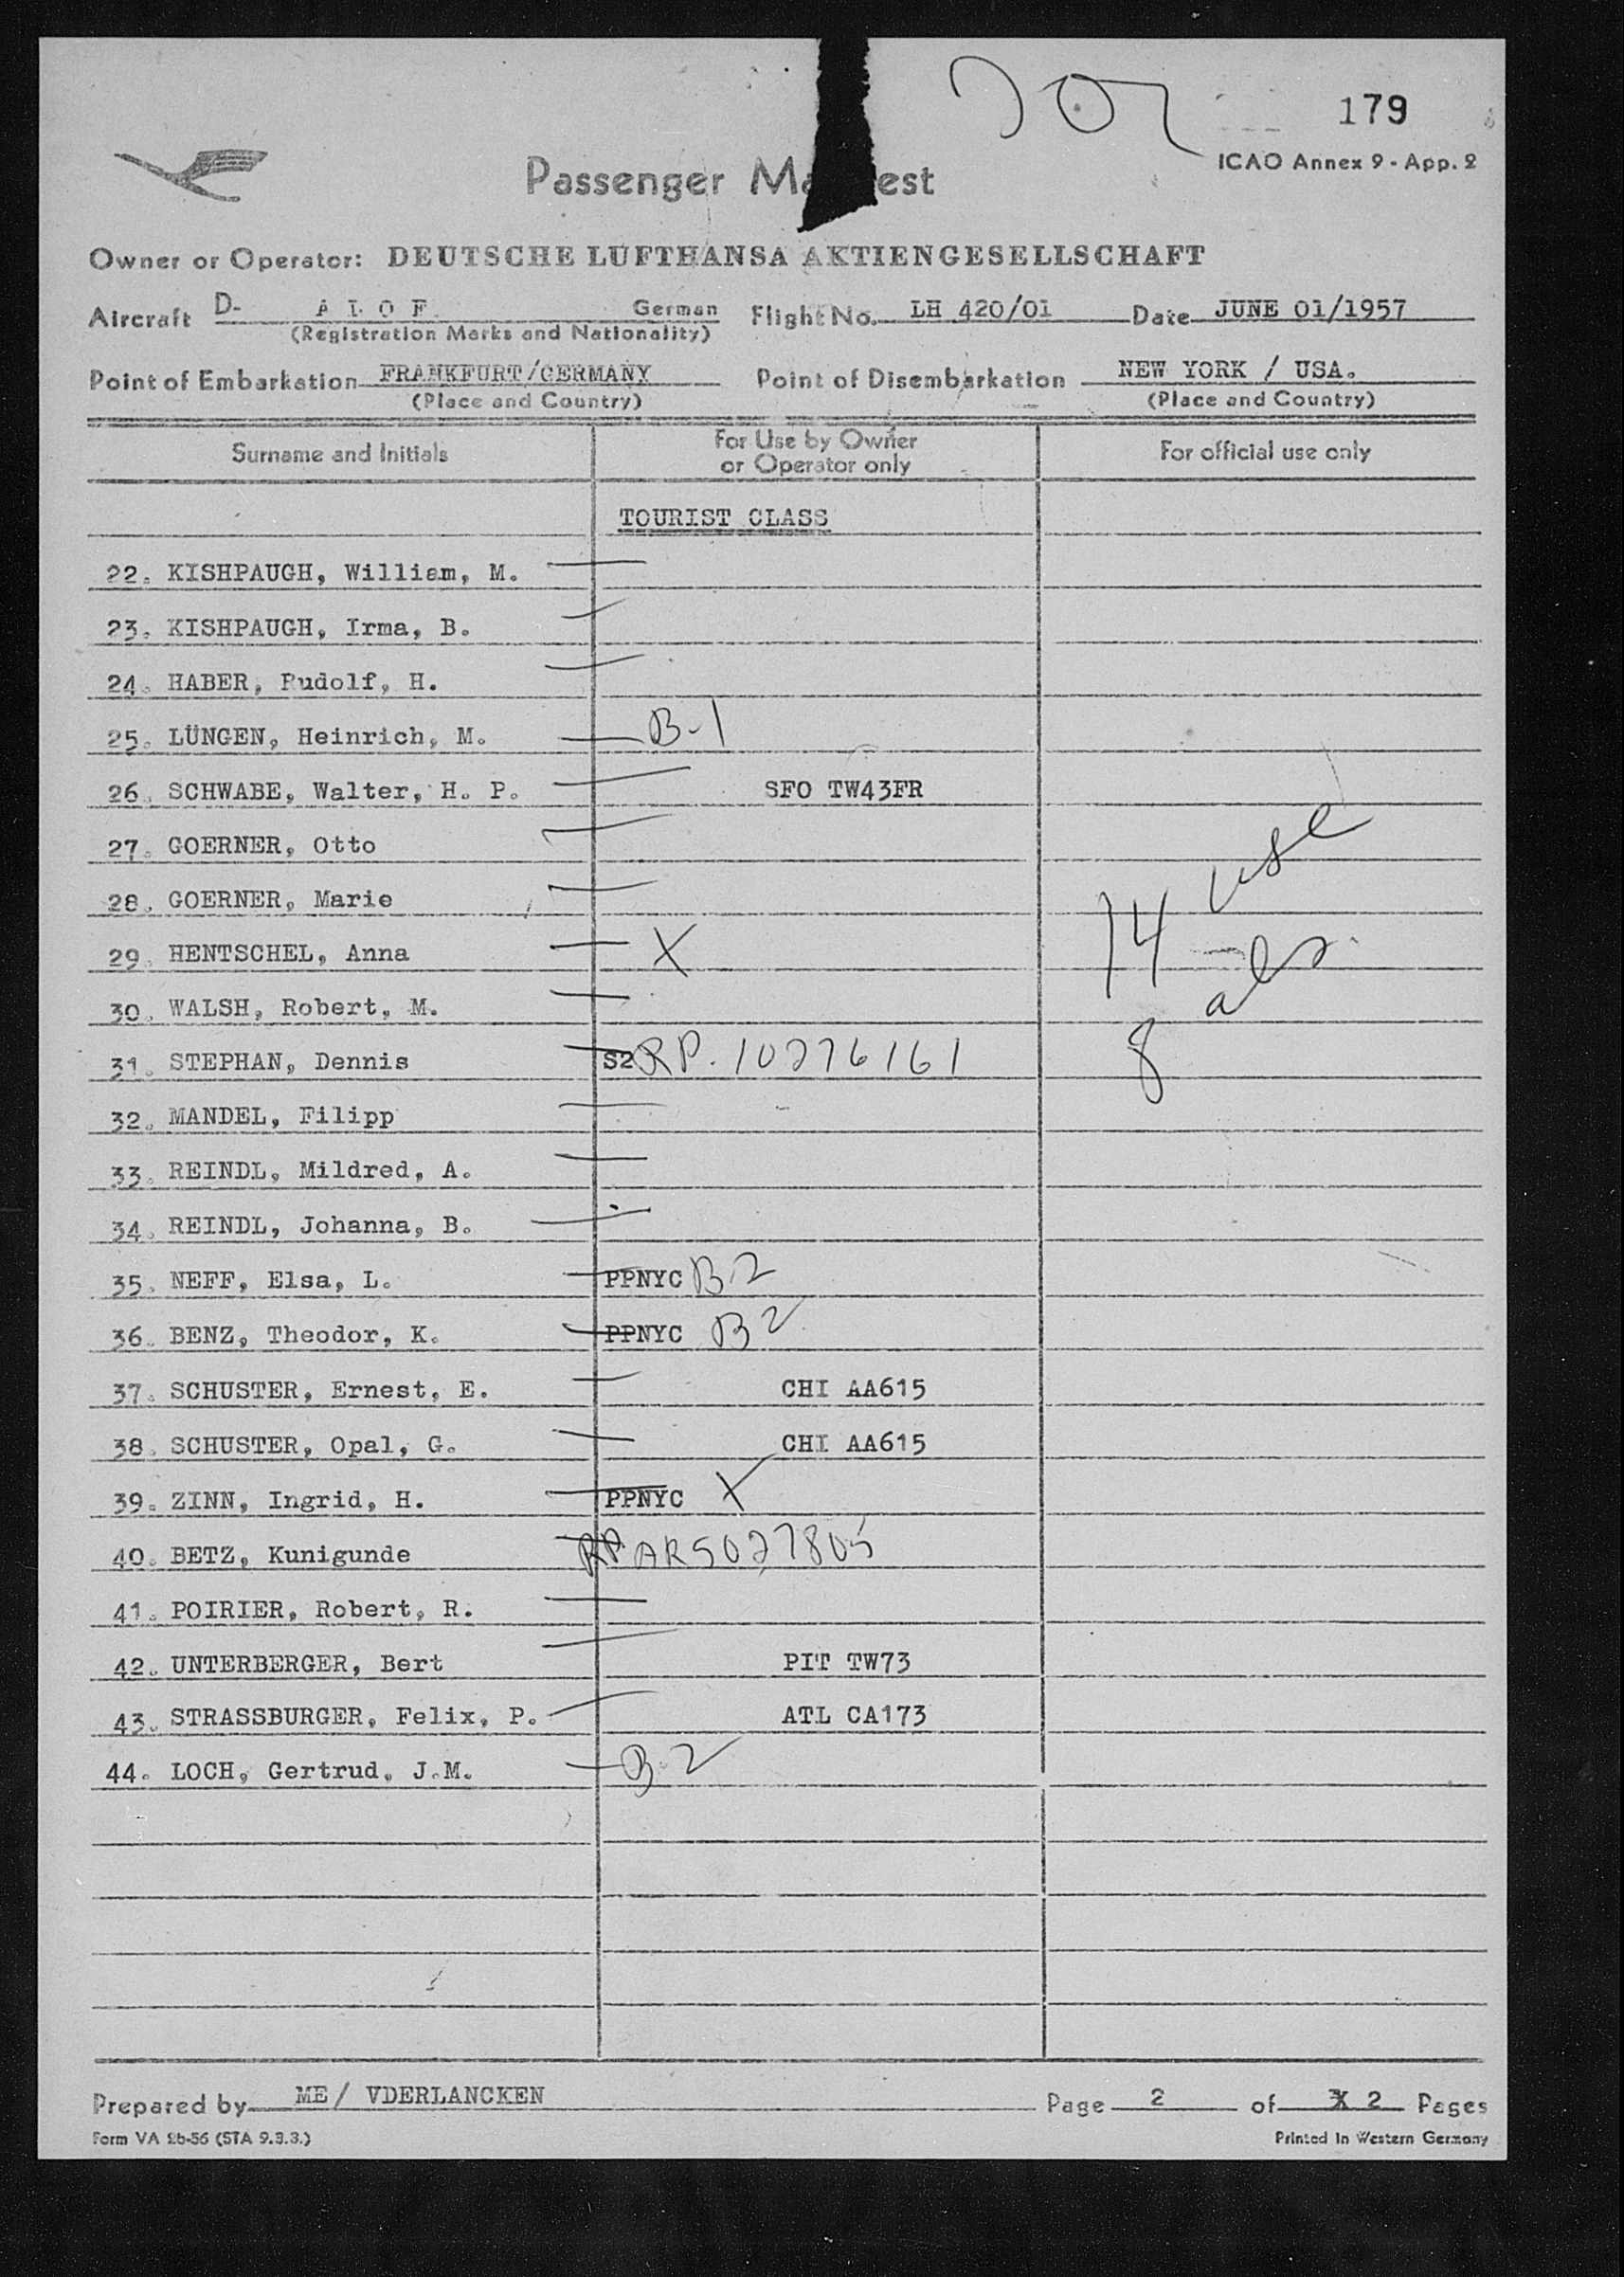 702
179
ICAO Annex 9 - App. 2
Passenger Ma est
Owner or Operator: DEUTSCHE LUFTHANSA AKTIENGESELLSCHAFT
Aircraft D- A L O F German Flight No. LH 420/01 Date JUNE 01/1957
(Registration Marks and Nationality)
Point of Embarkation FRANKFURT/GERMANY Point of Disembarkation NEW YORK / USA.
(Place and Country) (Place and Country)
Surname and Initials For Use by Owner or Operator only For official use only
TOURIST CLASS
22. KISHPAUGH, William, M.
23. KISHPAUGH, Irma, B.
24. HABER, Rudolf, H.
25. LÜNGEN, Heinrich, M. B-1
26. SCHWABE, Walter, H. P. SFO TW43FR
27. GOERNER, Otto
28. GOERNER, Marie 14 usc
29. HENTSCHEL, Anna X
30. WALSH, Robert, M.
31. STEPHAN, Dennis S2 RP. 10276161 8
32. MANDEL, Filipp
33. REINDL, Mildred, A.
34. REINDL, Johanna, B.
35. NEFF, Elsa, L. PPNYC B2
36. BENZ, Theodor, K. PPNYC B2
37. SCHUSTER, Ernest, E. CHI AA615
38. SCHUSTER, Opal, G. CHI AA615
39. ZINN, Ingrid, H. PPNYC X
40. BETZ, Kunigunde RP AR5027805
41. POIRIER, Robert, R.
42. UNTERBERGER, Bert PIT TW73
43. STRASSBURGER, Felix, P. ATL CA173
44. LOCH, Gertrud, J.M. B-2
Prepared by ME/ VDERLANCKEN Page 2 of X 2 Pages
Form VA 2b-56 (STA 9.3.3.) Printed in Western Germany